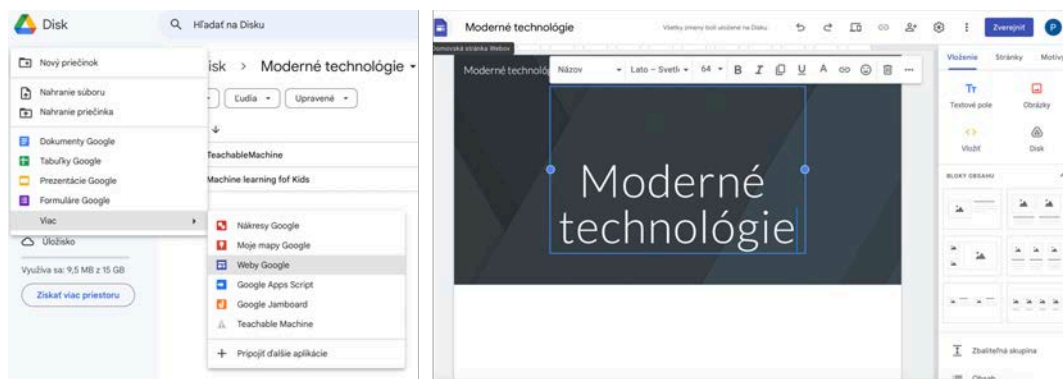 Disk
Hľadať na Disku
Nový priečinok
Nahranie súboru
Nahranie priečinka
Dokumenty Google
Tabuľky Google
Prezentácie Google
Formuláre Google
Viac
Úložisko
Využíva sa: 9,5 MB z 15 GB
Získať viac priestoru
isk > Moderné technológie
Ľudia
Upravené
TeachableMachine
Machine learning fof Kids
Nákresy Google
Moje mapy Google
Weby Google
Google Apps Script
Google Jamboard
Teachable Machine
Pripojiť ďalšie aplikácie
Moderné technológie
Všetky zmeny boli uložené na Disku
Zverejniť
P
Domovská stránka Webov
Moderné technológ
Názov
Lato – Svetl
64
B I U A
Moderné
technológie
Vloženie Stránky Motívy
Textové pole
Obrázky
Vložiť
Disk
BLOKY OBSAHU
Zbaliteľná skupina
Obsah